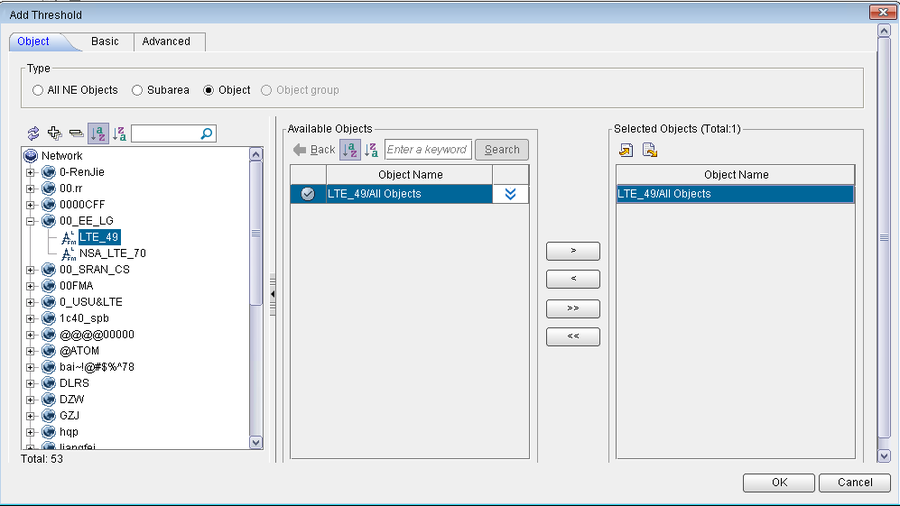 Add Threshold
Object Basic Advanced
Type
All NE Objects Subarea Object Object group
Network
0-RenJie
00.rr
0000CFF
00_EE_LG
LTE_49
NSA_LTE_70
00_SRAN_CS
00FMA
0_USU&LTE
1c40_spb
@@@@00000
@ATOM
bai~!@#$%^78
DLRS
DZW
GZJ
hqp
liangfei
Total: 53
Available Objects
Back Enter a keyword Search
Object Name
LTE_49/All Objects
>
<
>>
<<
Selected Objects (Total:1)
Object Name
LTE_49/All Objects
OK Cancel